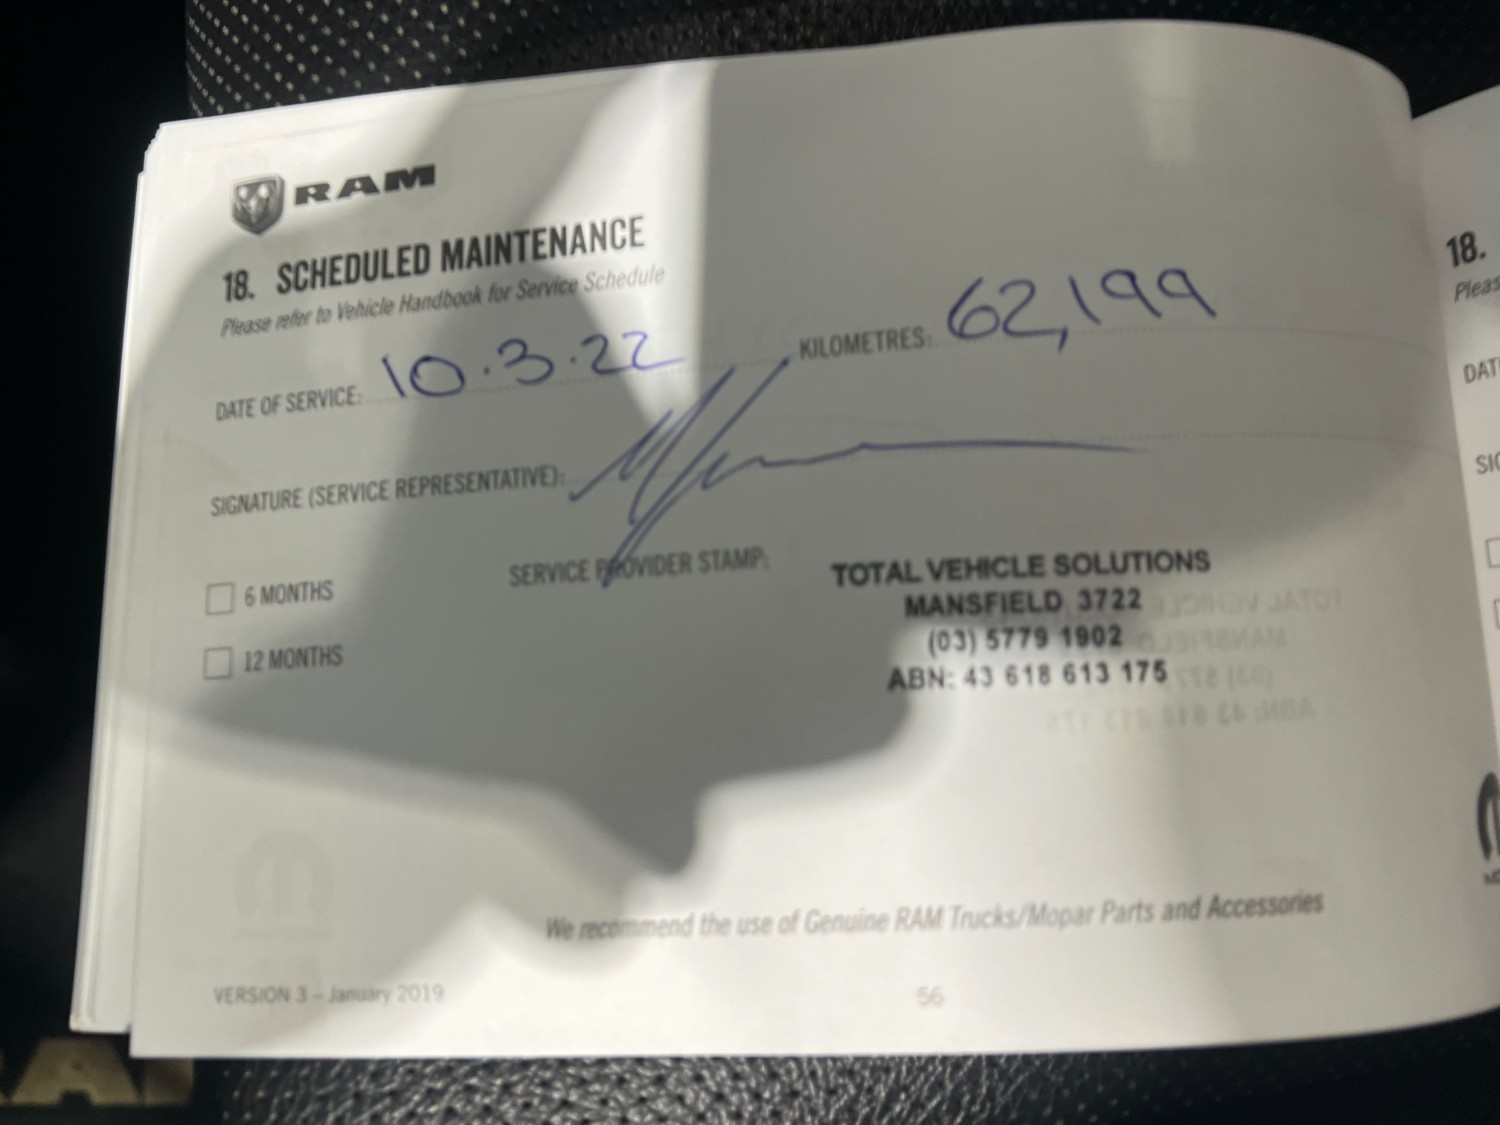 RAM
18. SCHEDULED MAINTENANCE
Please refer to Vehicle Handbook for Service Schedule
DATE OF SERVICE: 10.3.22 KILOMETRES: 62,199
SIGNATURE (SERVICE REPRESENTATIVE):
6 MONTHS
12 MONTHS
SERVICE PROVIDER STAMP:
TOTAL VEHICLE SOLUTIONS
MANSFIELD 3722
(03) 5779 1902
ABN: 43 618 613 175
We recommend the use of Genuine RAM Trucks/Mopar Parts and Accessories
VERSION 3 – January 2019
56
18.